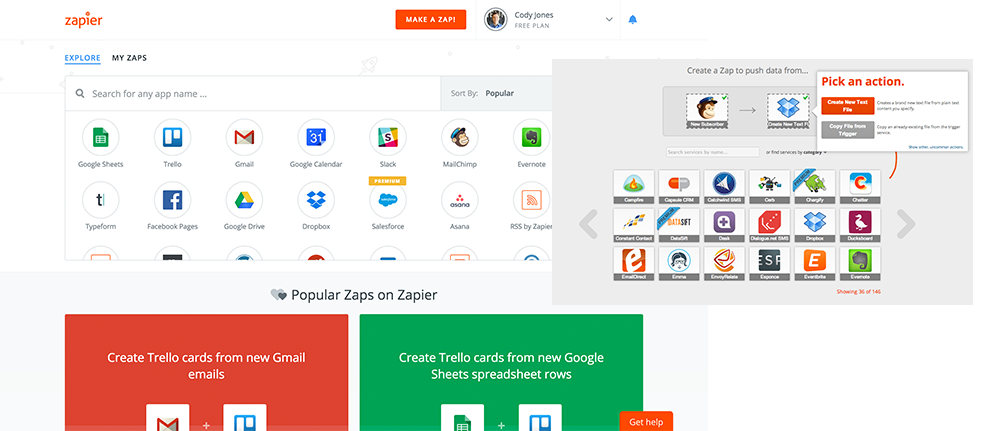 zapier
MAKE A ZAP!
Cody Jones
FREE PLAN
EXPLORE
MY ZAPS
Search for any app name ...
Sort By: Popular
Google Sheets
Trello
Gmail
Google Calendar
Slack
MailChimp
Evernote
PREMIUM
Typeform
Facebook Pages
Google Drive
Dropbox
Salesforce
Asana
RSS by Zapier
Popular Zaps on Zapier
Create Trello cards from new Gmail
emails
Create Trello cards from new Google
Sheets spreadsheet rows
Get help
Create a Zap to push data from...
New Subscriber
Create New Text F
Pick an action.
Create New Text
File
Creates a brand new text file from plain text
content you specify.
Copy File from
Trigger
Copy an already-existing file from the trigger
service.
Show other, uncommon actions.
Search services by name...
or find services by category
Campfire
Capsule CRM
Catchwind SMS
Cerb
Chargify
Chatter
Constant Contact
DataSift
Desk
Dialogue.net SMS
Dropbox
Ducksboard
EmailDirect
Emma
EnvoyRelate
Esponce
Eventbrite
Evernote
Showing 36 of 146